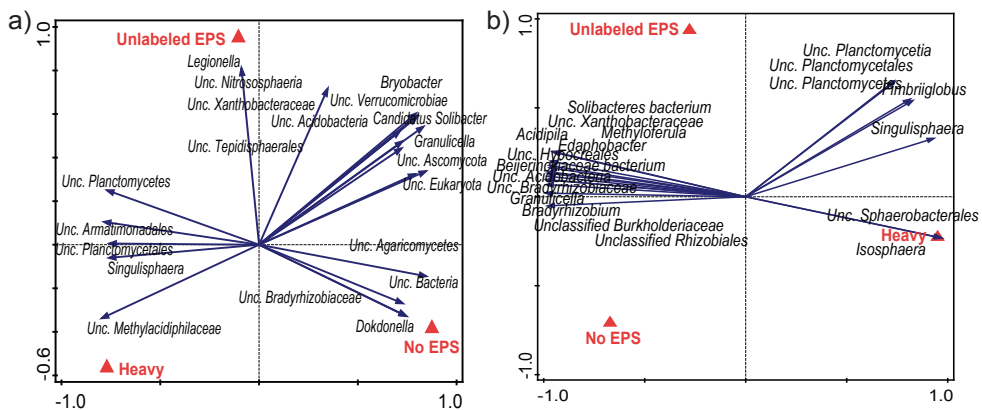 a)
1.0
Unlabeled EPS
Legionella
Unc. Nitrososphaeria
Bryobacter
Unc. Xanthobacteraceae
Unc. Verrucomicrobiae
Unc. Acidobacteria
Candidatus Solibacter
Unc. Tepidisphaerales
Granulicella
Unc. Ascomycota
Unc. Planctomycetes
Unc. Eukaryota
Unc. Armatimonadales
Unc. Planctomycetales
Unc. Agaricomycetes
Singulisphaera
Unc. Bacteria
Unc. Bradyrhizobiaceae
Unc. Methylacidiphilaceae
Dokdonella
No EPS
Heavy
-0.6
-1.0
1.0
b)
1.0
Unlabeled EPS
Unc. Planctomycetia
Unc. Planctomycetales
Unc. Planctomycetes
Fimbriiglobus
Solibacteres bacterium
Unc. Xanthobacteraceae
Singulisphaera
Acidipila
Methyloferula
Edaphobacter
Unc. Hypocreales
Beijerinckiaceae bacterium
Unc. Acidobacteria
Unc. Bradyrhizobiaceae
Granulicella
Bradyrhizobium
Unc. Sphaerobacterales
Unclassified Burkholderiaceae
Heavy
Unclassified Rhizobiales
Isosphaera
No EPS
-1.0
-1.0
1.0